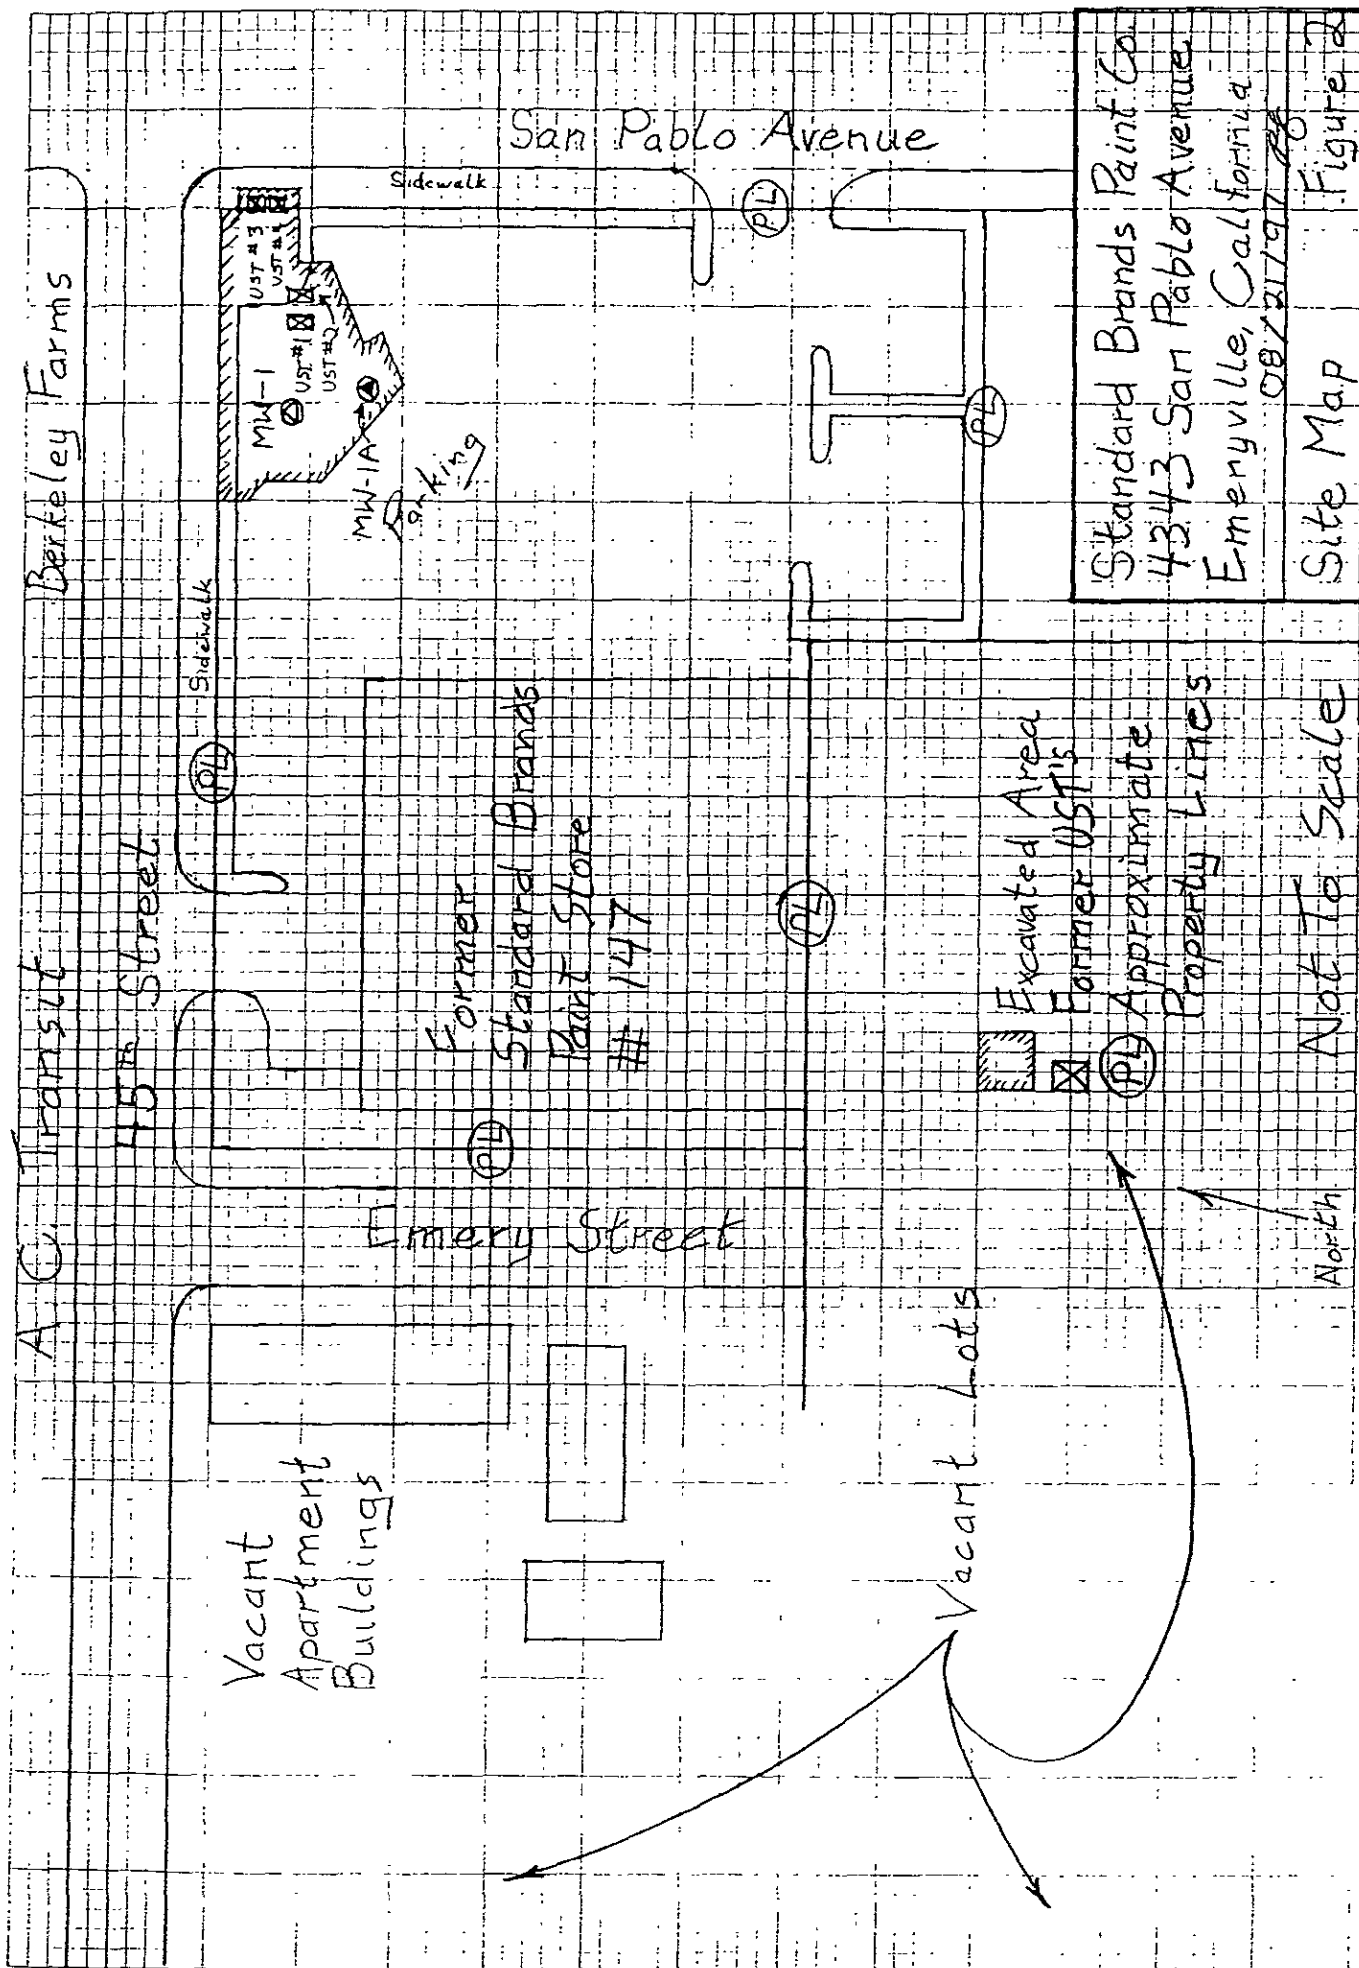 A C Transit
Berkeley Farms
45th Street
Sidewalk
San Pablo Avenue
Sidewalk
UST #3
UST #4
MW-1
UST #1
UST #2
MW-1A
Parking
PL
PL
PL
PL
PL
Former
Standard Brands
Paint Store
# 147
Emery Street
Vacant
Apartment
Buildings
Vacant Lots
Excavated Area
Former UST's
PL Approximate
Property Lines
North
Not To Scale
Standard Brands Paint Co.
4343 San Pablo Avenue
Emeryville, California
08/21/97
Site Map Figure 2